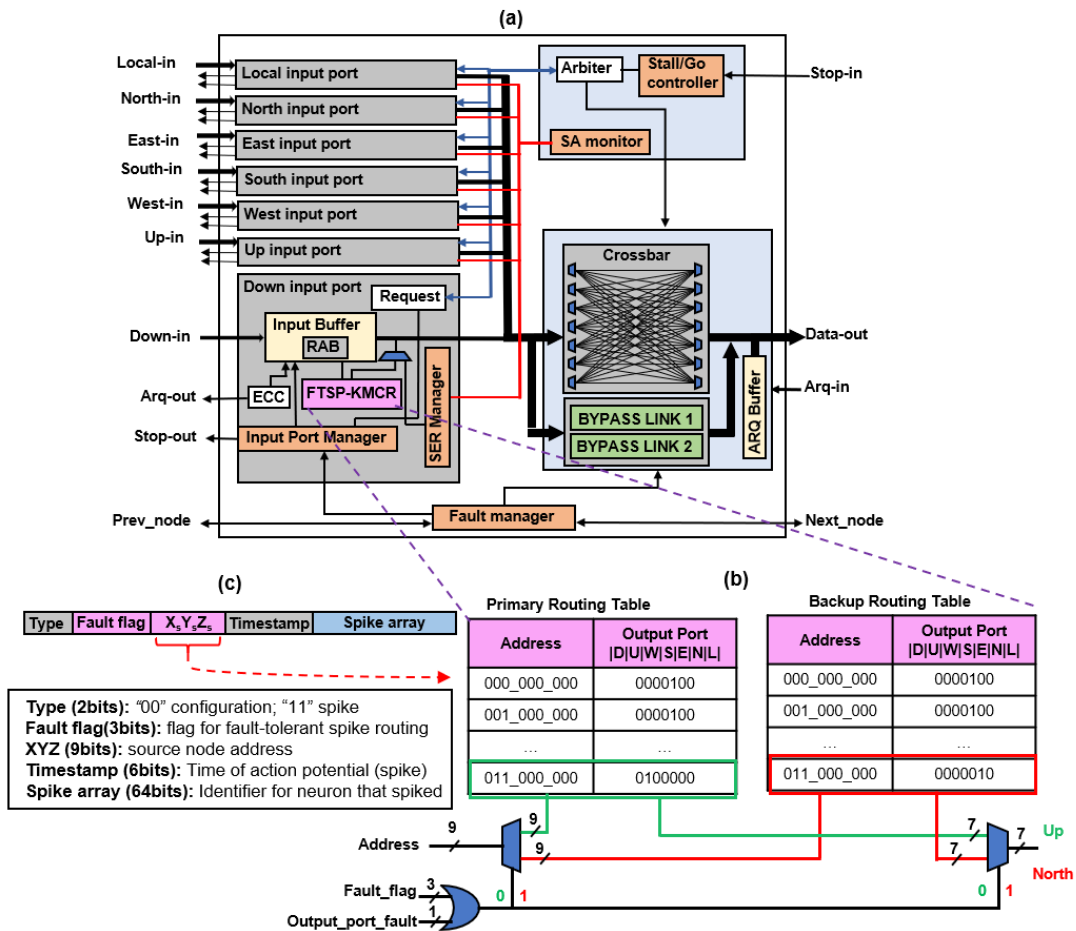 (a)
Local-in
North-in
East-in
South-in
West-in
Up-in
Down-in
Arq-out
Stop-out
Prev_node
Local input port
North input port
East input port
South input port
West input port
Up input port
Down input port
Request
Input Buffer
RAB
ECC
FTSP-KMCR
SER Manager
Input Port Manager
Fault manager
Arbiter
Stall/Go
controller
SA monitor
Stop-in
Crossbar
BYPASS LINK 1
BYPASS LINK 2
ARQ Buffer
Data-out
Arq-in
Next_node
(c)
Type
Fault flag
XsYsZs
Timestamp
Spike array
Type (2bits): “00” configuration; “11” spike
Fault flag(3bits): flag for fault-tolerant spike routing
XYZ (9bits): source node address
Timestamp (6bits): Time of action potential (spike)
Spike array (64bits): Identifier for neuron that spiked
(b)
Primary Routing Table
Address
Output Port
|D|U|W|S|E|N|L|
000_000_000 0000100
001_000_000 0000100
... ...
011_000_000 0100000
Backup Routing Table
Address
Output Port
|D|U|W|S|E|N|L|
000_000_000 0000100
001_000_000 0000100
... ...
011_000_000 0000010
Address
9
9
9
7
7
7
Up
North
Fault_flag
3
Output_port_fault
1
0 1
0 1